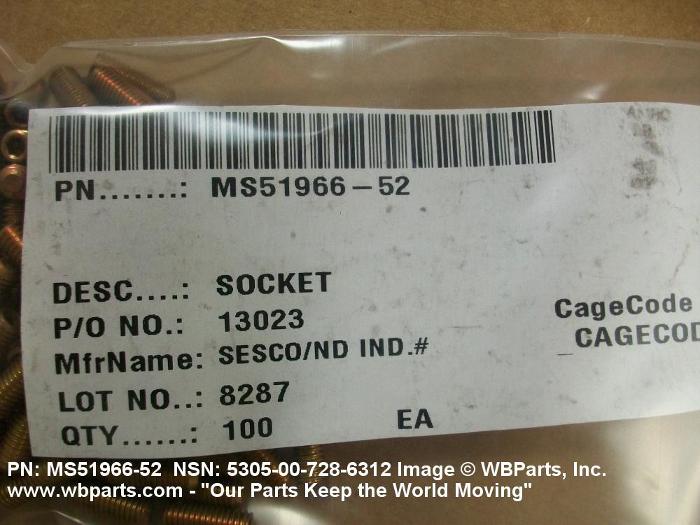 PN.......: MS51966-52
DESC....: SOCKET
P/O NO.: 13023
MfrName: SESCO/ND IND.#
CageCode
_CAGECOD
LOT NO..: 8287
QTY......: 100 EA
PN: MS51966-52 NSN: 5305-00-728-6312 Image © WBParts, Inc.
www.wbparts.com - "Our Parts Keep the World Moving"